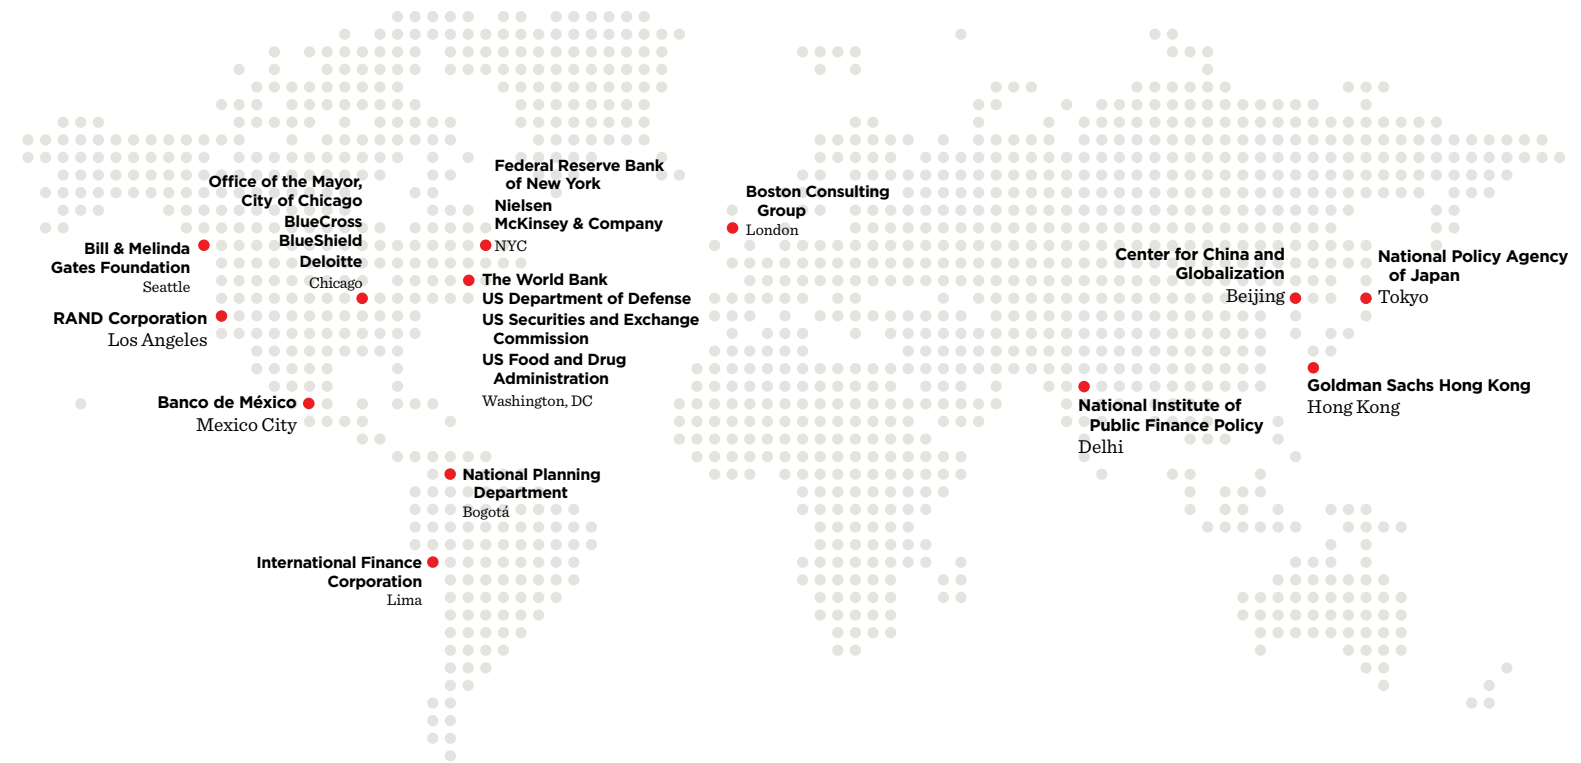 Federal Reserve Bank
of New York
Nielsen
McKinsey & Company
NYC
Office of the Mayor,
City of Chicago
BlueCross
BlueShield
Deloitte
Chicago
Boston Consulting
Group
London
Bill & Melinda
Gates Foundation
Seattle
Center for China and
Globalization
Beijing
National Policy Agency
of Japan
Tokyo
The World Bank
US Department of Defense
US Securities and Exchange
Commission
US Food and Drug
Administration
Washington, DC
RAND Corporation
Los Angeles
Goldman Sachs Hong Kong
Hong Kong
Banco de México
Mexico City
National Institute of
Public Finance Policy
Delhi
National Planning
Department
Bogotá
International Finance
Corporation
Lima